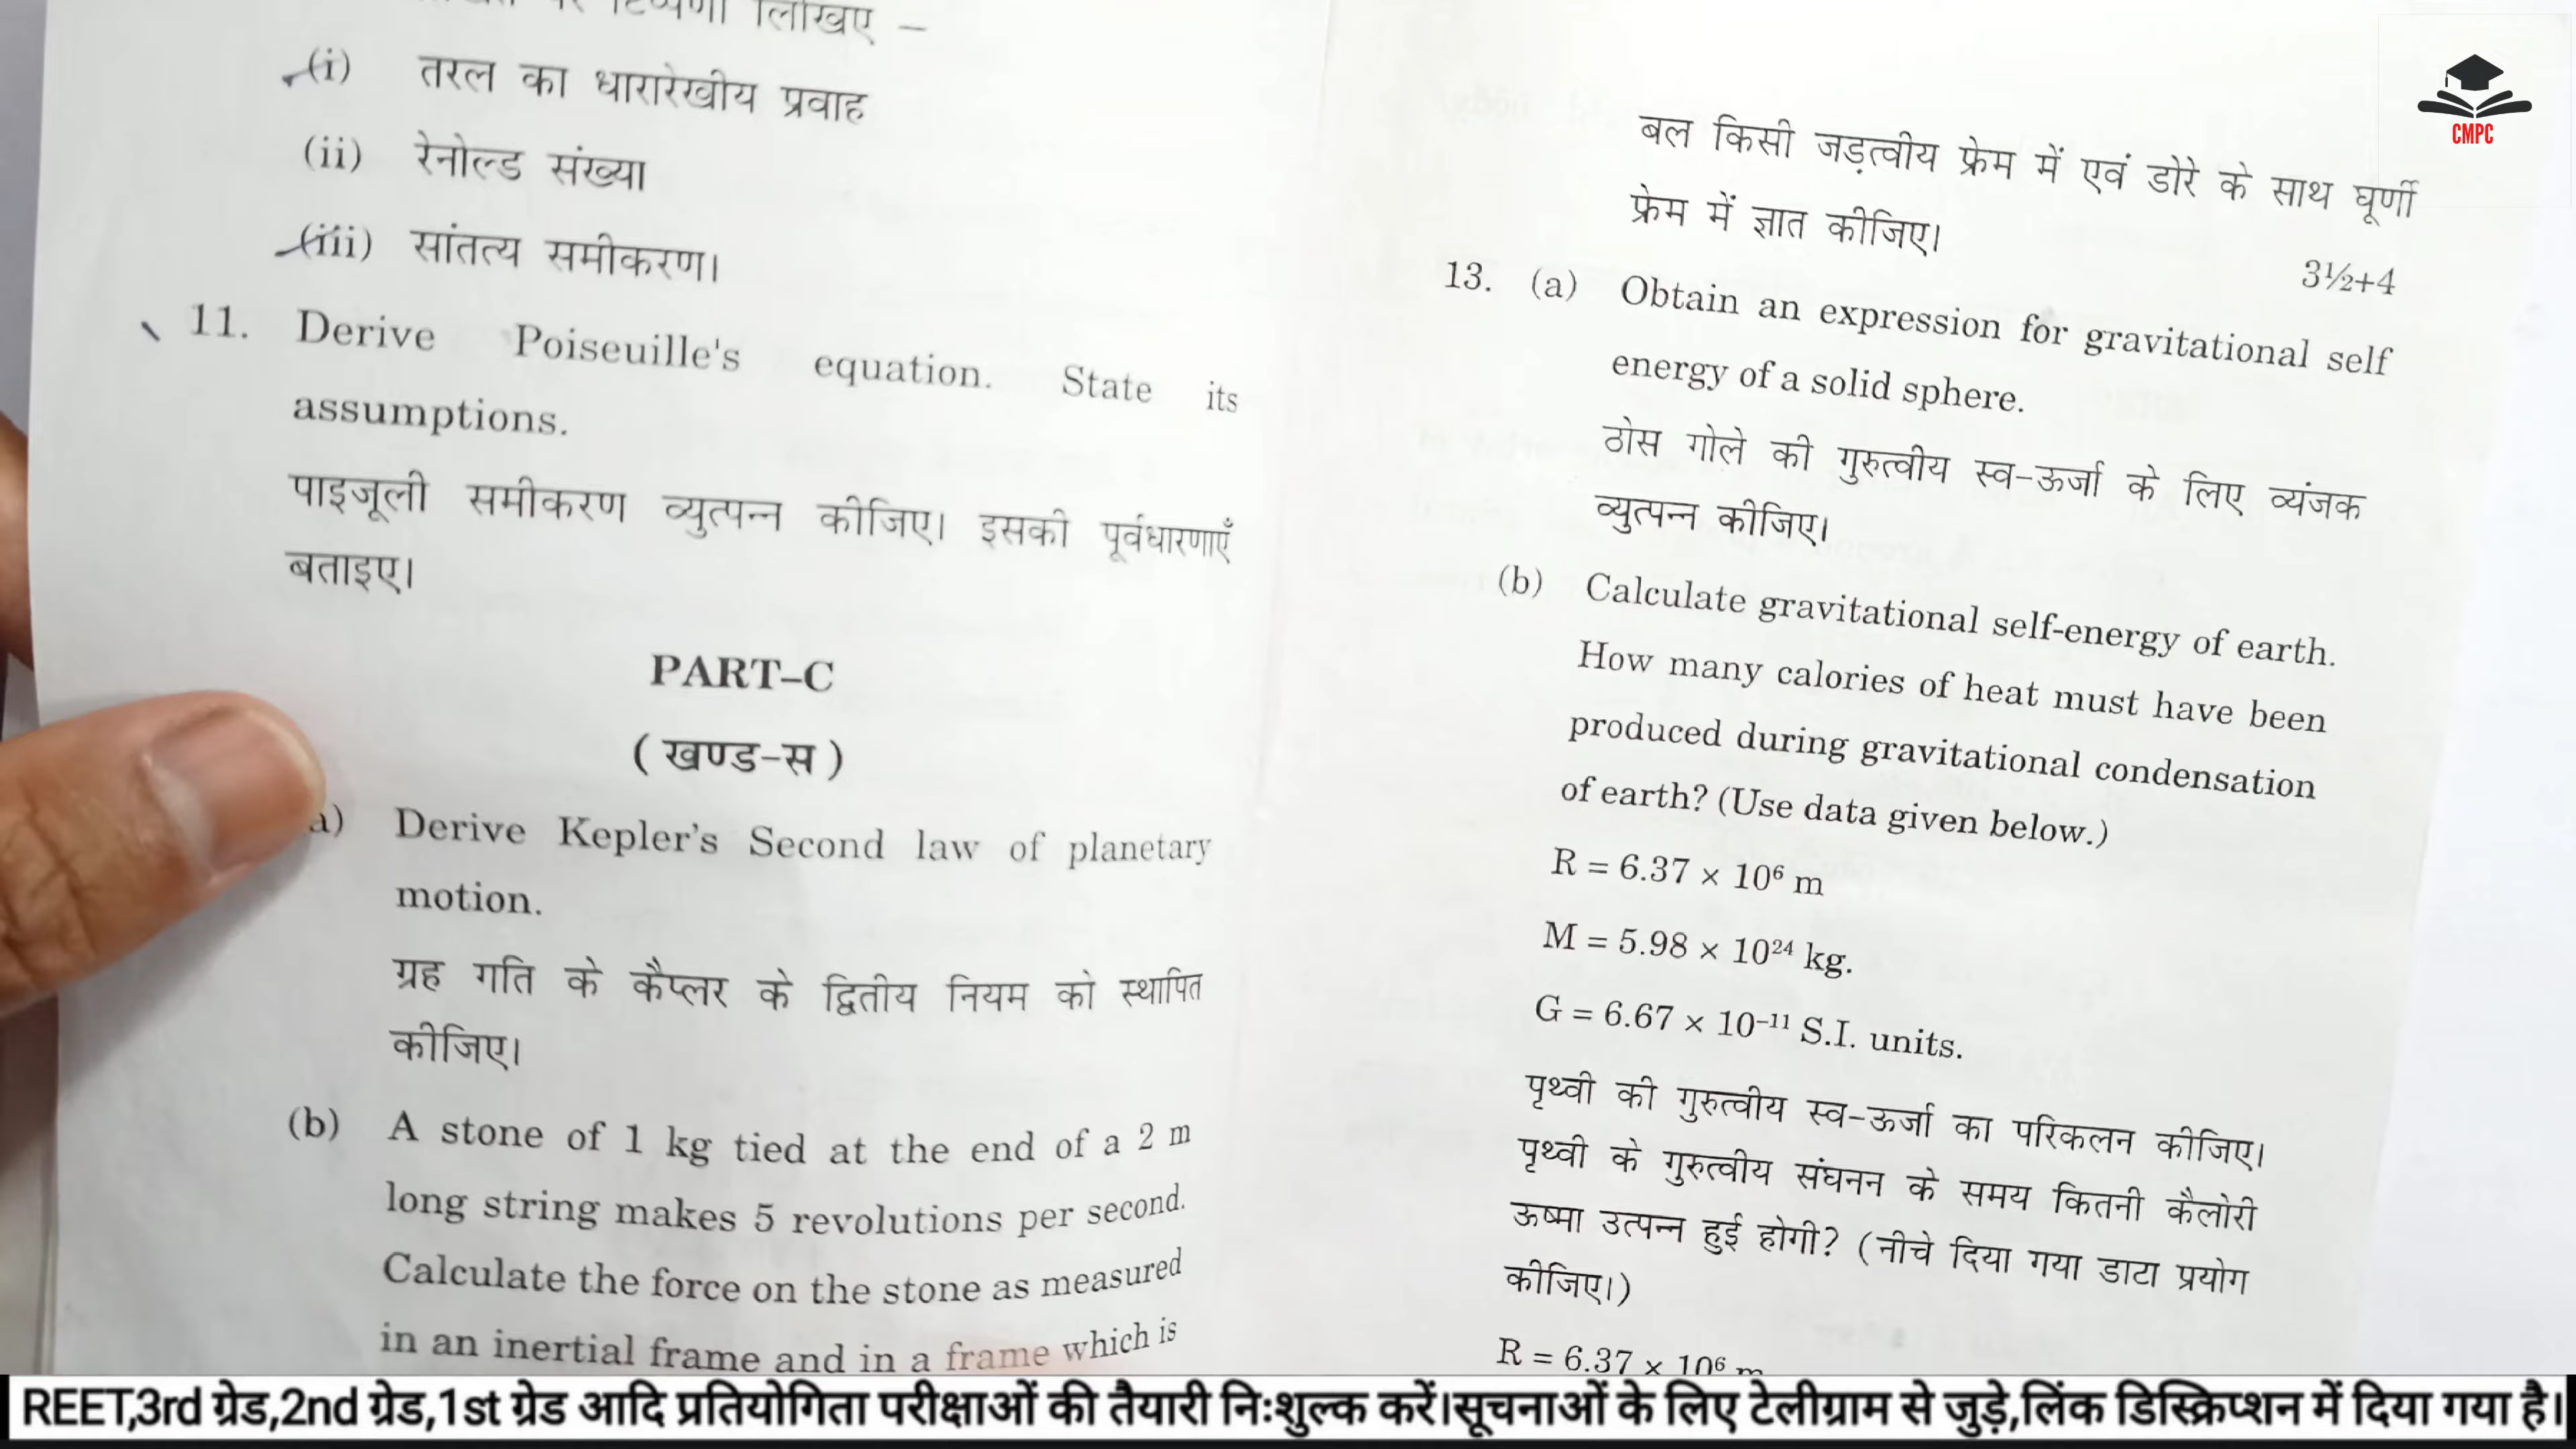 टिप्पणी लिखिए –
(i) तरल का धारारेखीय प्रवाह
(ii) रेनोल्ड संख्या
(iii) सांतत्य समीकरण।
11. Derive Poiseuille's equation. State its
assumptions.
पाइजूली समीकरण व्युत्पन्न कीजिए। इसकी पूर्वधारणाएँ
बताइए।
PART–C
( खण्ड-स )
a) Derive Kepler's Second law of planetary
motion.
ग्रह गति के कैप्लर के द्वितीय नियम को स्थापित
कीजिए।
(b) A stone of 1 kg tied at the end of a 2 m
long string makes 5 revolutions per second.
Calculate the force on the stone as measured
in an inertial frame and in a frame which is
बल किसी जड़त्वीय फ्रेम में एवं डोरे के साथ घूर्णी
फ्रेम में ज्ञात कीजिए।
3½+4
13. (a) Obtain an expression for gravitational self
energy of a solid sphere.
ठोस गोले की गुरुत्वीय स्व-ऊर्जा के लिए व्यंजक
व्युत्पन्न कीजिए।
(b) Calculate gravitational self-energy of earth.
How many calories of heat must have been
produced during gravitational condensation
of earth? (Use data given below.)
R = 6.37 × 10⁶ m
M = 5.98 × 10²⁴ kg.
G = 6.67 × 10⁻¹¹ S.I. units.
पृथ्वी की गुरुत्वीय स्व-ऊर्जा का परिकलन कीजिए।
पृथ्वी के गुरुत्वीय संघनन के समय कितनी कैलोरी
ऊष्मा उत्पन्न हुई होगी? (नीचे दिया गया डाटा प्रयोग
कीजिए।)
R = 6.37 × 10⁶ m
CMPC
REET,3rd ग्रेड,2nd ग्रेड,1st ग्रेड आदि प्रतियोगिता परीक्षाओं की तैयारी निःशुल्क करें।सूचनाओं के लिए टेलीग्राम से जुड़े,लिंक डिस्क्रिप्शन में दिया गया है।